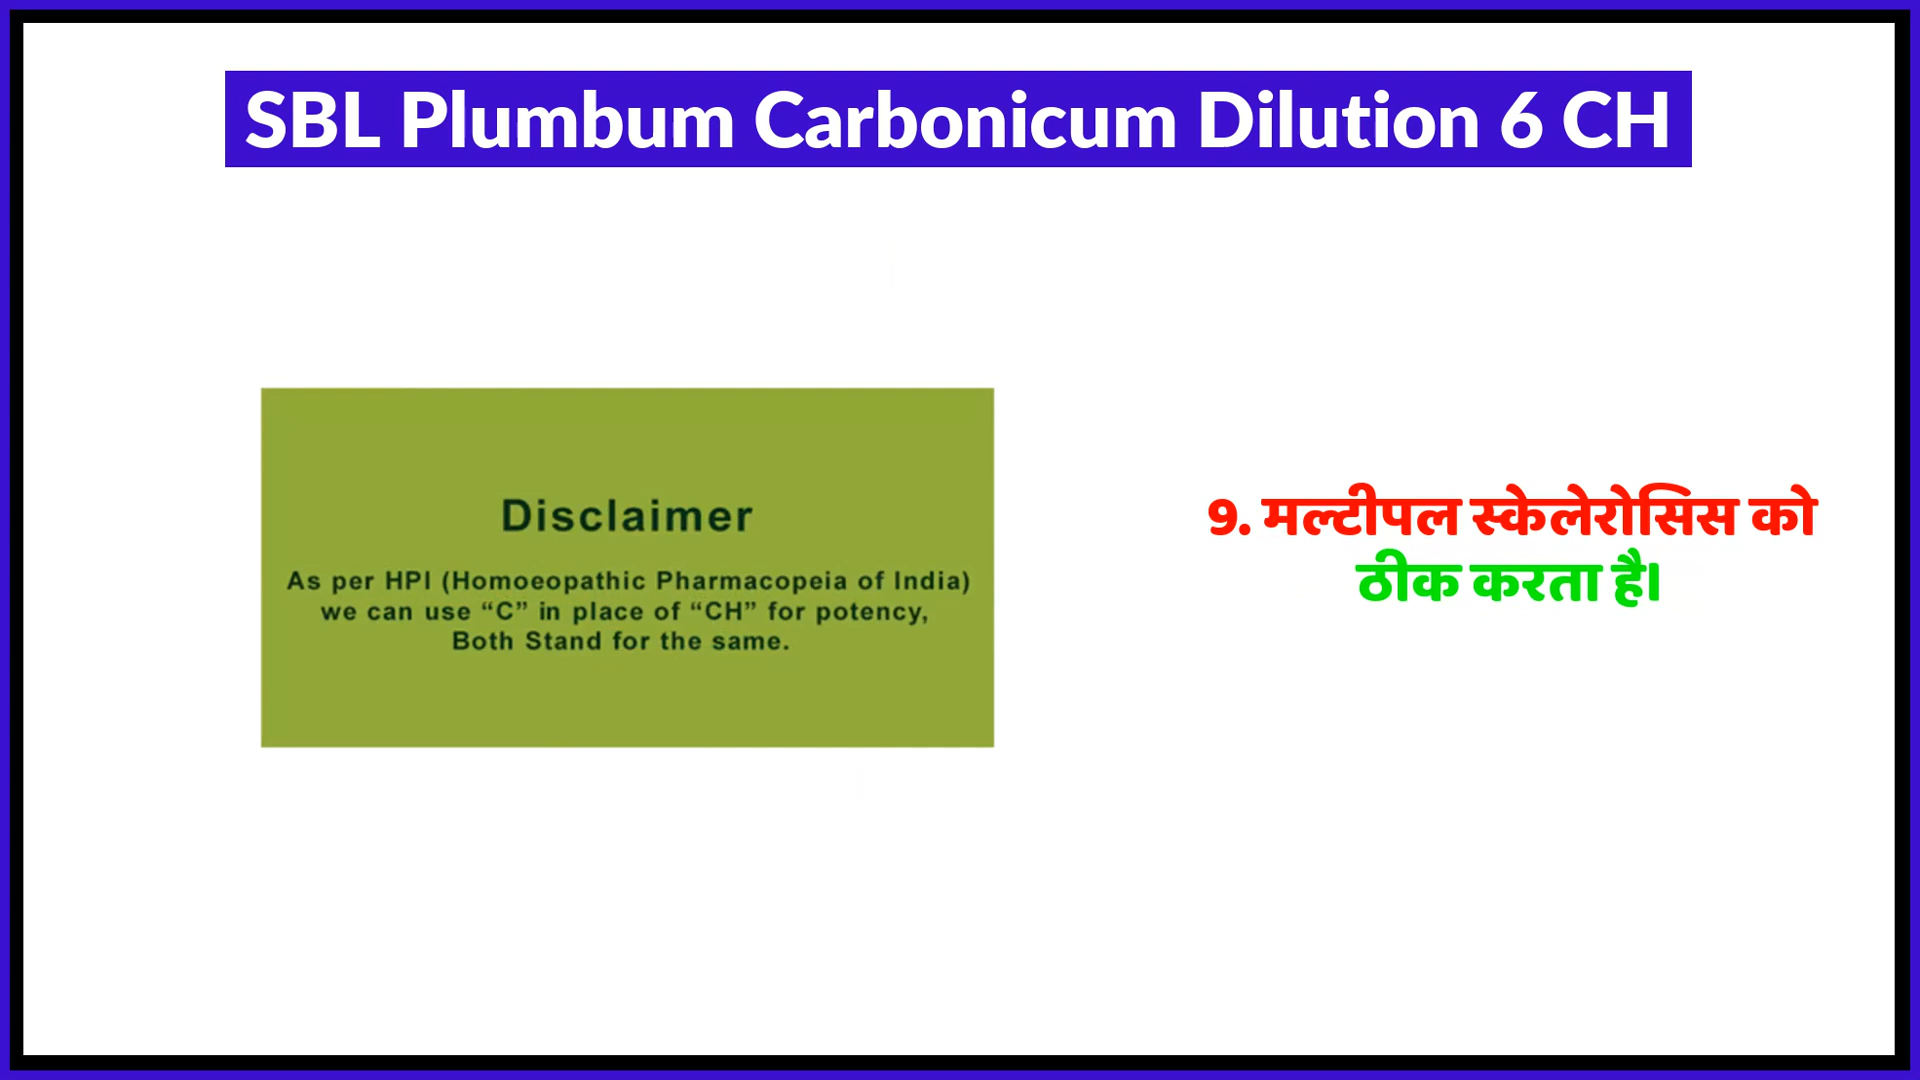 SBL Plumbum Carbonicum Dilution 6 CH
Disclaimer
As per HPI (Homoeopathic Pharmacopeia of India)
we can use “C” in place of “CH” for potency,
Both Stand for the same.
9. मल्टीपल स्केलेरोसिस को
ठीक करता है।